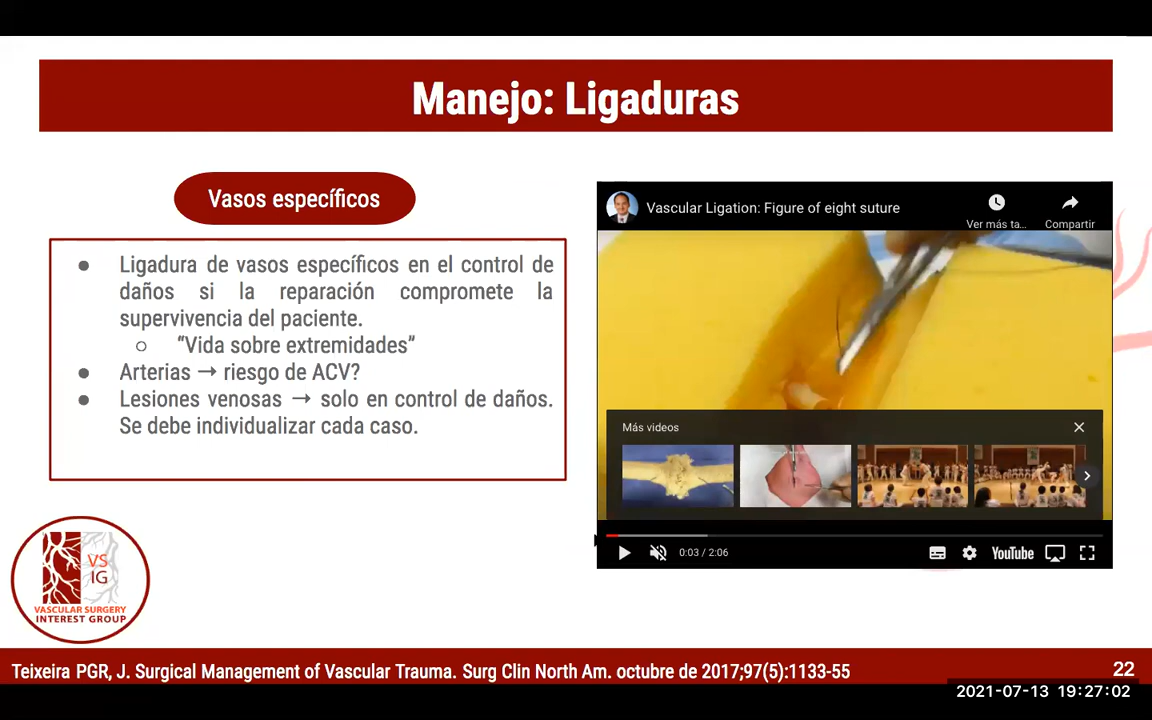 Manejo: Ligaduras
Vasos específicos
● Ligadura de vasos específicos en el control de
daños si la reparación compromete la
supervivencia del paciente.
○ “Vida sobre extremidades”
● Arterias → riesgo de ACV?
● Lesiones venosas → solo en control de daños.
Se debe individualizar cada caso.
Vascular Ligation: Figure of eight suture
Ver más ta...
Compartir
Más videos
0:03 / 2:06
YouTube
VS
IG
VASCULAR SURGERY
INTEREST GROUP
Teixeira PGR, J. Surgical Management of Vascular Trauma. Surg Clin North Am. octubre de 2017;97(5):1133-55
22
2021-07-13 19:27:02